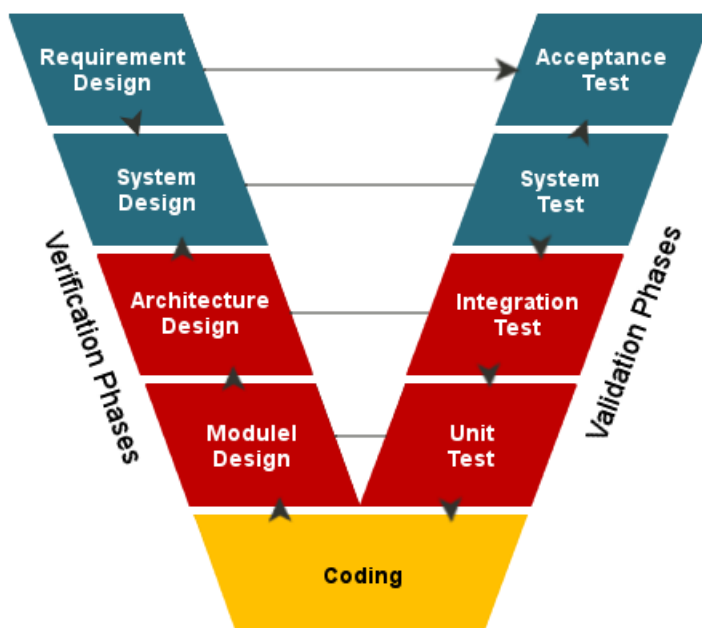 Requirement
Design
Acceptance
Test
System
Design
System
Test
Verification Phases
Validation Phases
Architecture
Design
Integration
Test
Modulel
Design
Unit
Test
Coding